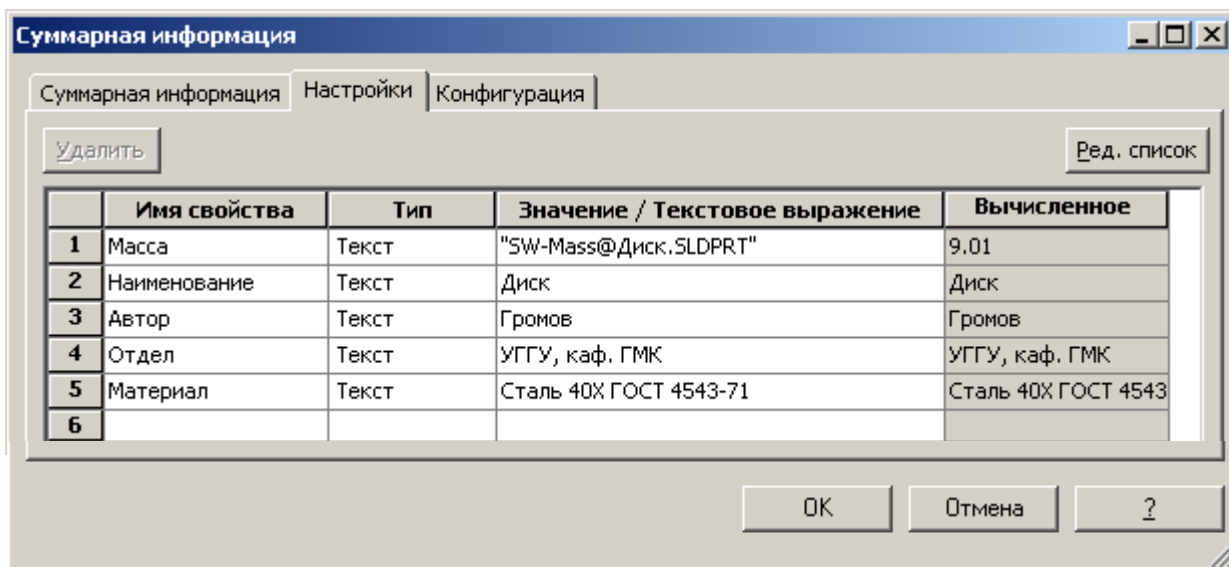 Суммарная информация
Суммарная информация Настройки Конфигурация
Удалить Ред. список
Имя свойства Тип Значение / Текстовое выражение Вычисленное
1 Масса Текст "SW-Mass@Диск.SLDPRT" 9.01
2 Наименование Текст Диск Диск
3 Автор Текст Громов Громов
4 Отдел Текст УГГУ, каф. ГМК УГГУ, каф. ГМК
5 Материал Текст Сталь 40Х ГОСТ 4543-71 Сталь 40Х ГОСТ 4543
6
OK Отмена ?